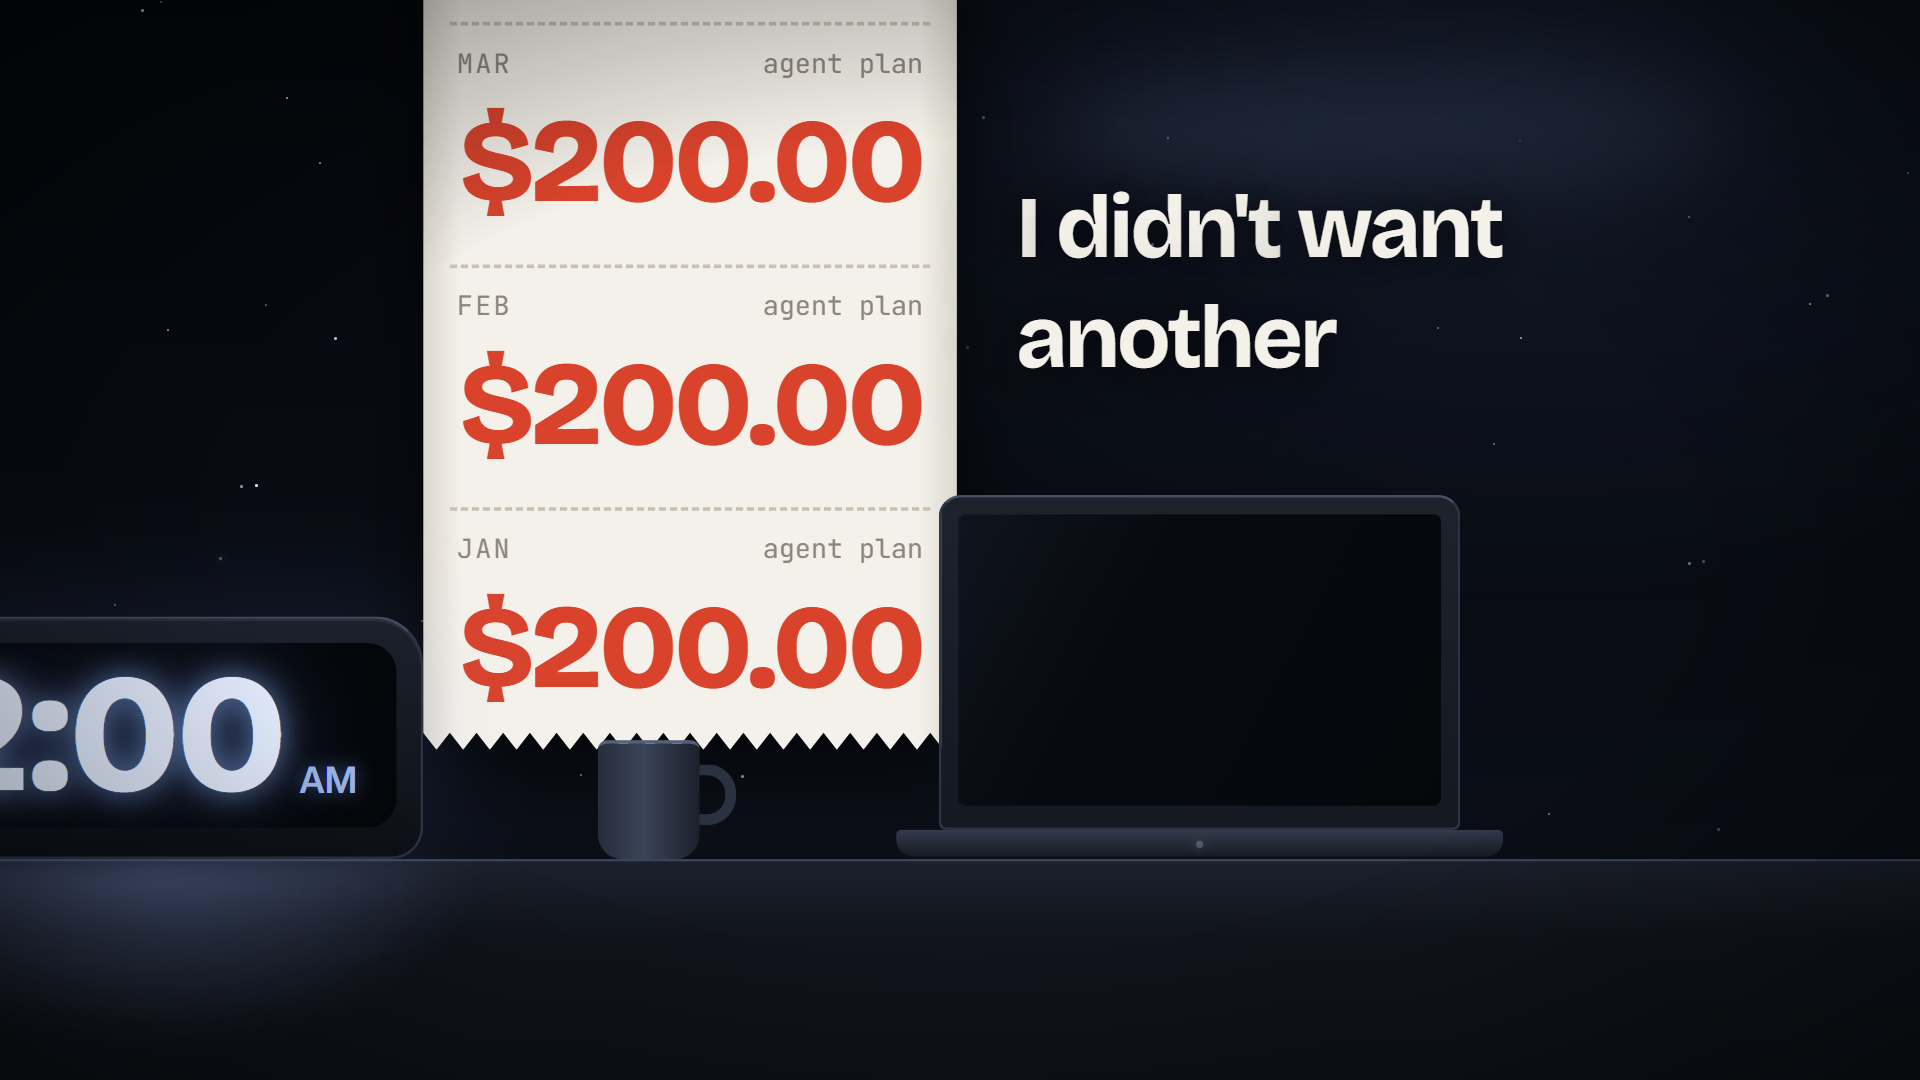 MAR agent plan
$200.00
FEB agent plan
$200.00
JAN agent plan
$200.00
I didn't want
another
2:00 AM